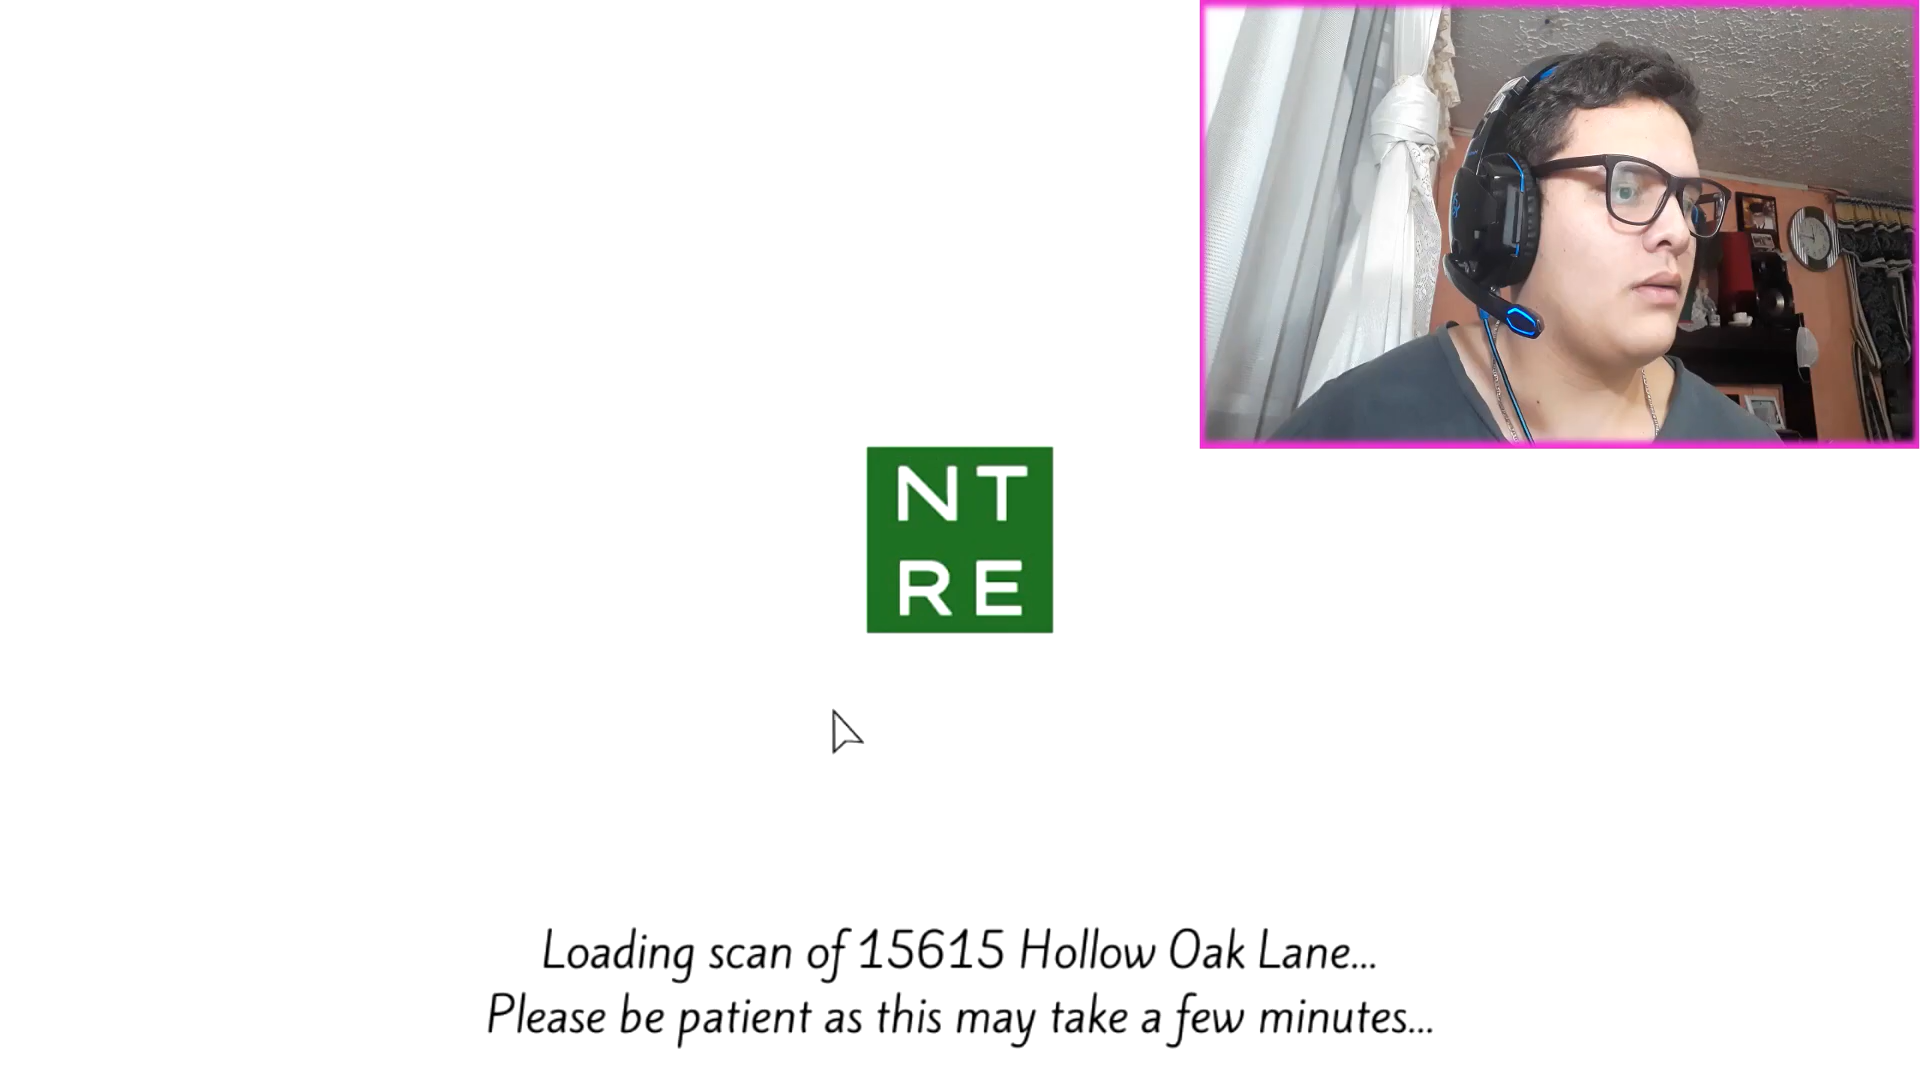 NT
RE
Loading scan of 15615 Hollow Oak Lane...
Please be patient as this may take a few minutes...